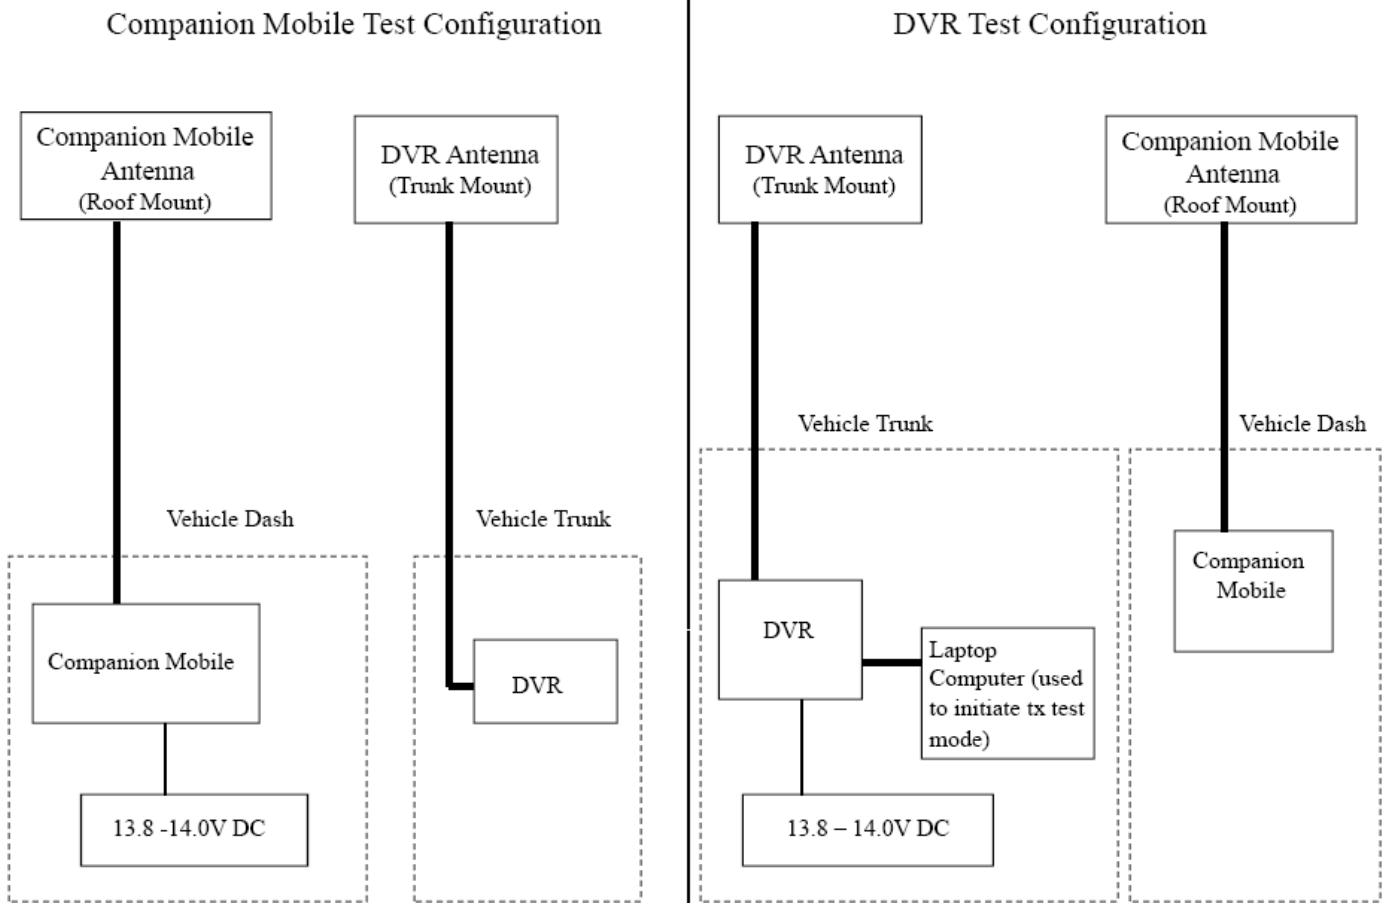 Companion Mobile Test Configuration
Companion Mobile
Antenna
(Roof Mount)
DVR Antenna
(Trunk Mount)
Vehicle Dash
Vehicle Trunk
Companion Mobile
DVR
13.8 -14.0V DC
DVR Test Configuration
DVR Antenna
(Trunk Mount)
Companion Mobile
Antenna
(Roof Mount)
Vehicle Trunk
Vehicle Dash
DVR
Laptop
Computer (used
to initiate tx test
mode)
Companion
Mobile
13.8 – 14.0V DC